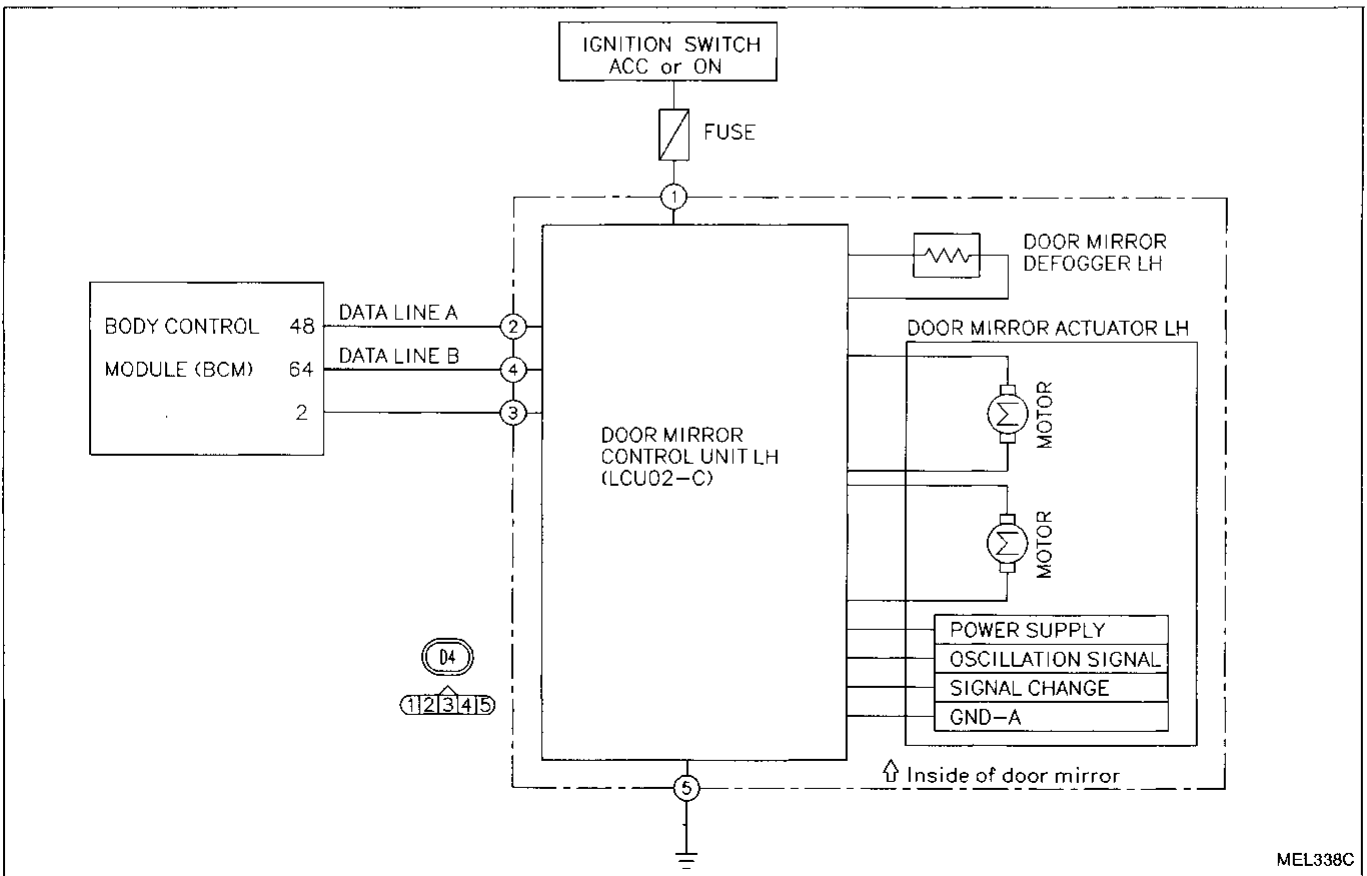 IGNITION SWITCH
ACC or ON
FUSE
1
DOOR MIRROR
DEFOGGER LH
BODY CONTROL 48
MODULE (BCM) 64
2
DATA LINE A
DATA LINE B
2
4
3
DOOR MIRROR
CONTROL UNIT LH
(LCU02-C)
DOOR MIRROR ACTUATOR LH
MOTOR
MOTOR
POWER SUPPLY
OSCILLATION SIGNAL
SIGNAL CHANGE
GND-A
D4
1 2 3 4 5
Inside of door mirror
5
MEL338C